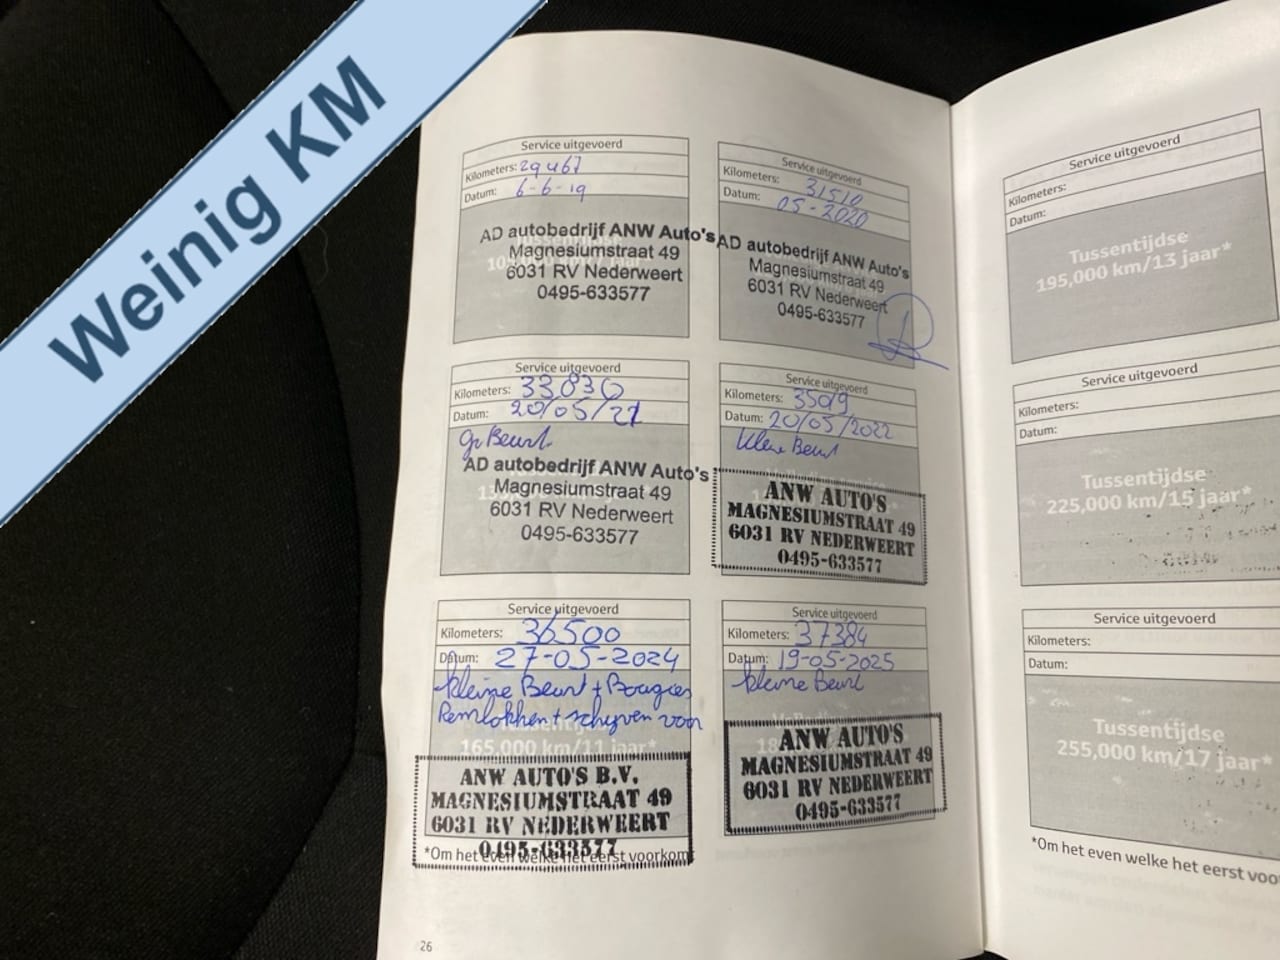 Weinig KM
Service uitgevoerd
Kilometers: 29467
Datum: 6-6-19
AD autobedrijf ANW Auto's
Magnesiumstraat 49
6031 RV Nederweert
0495-633577
Service uitgevoerd
Kilometers: 31510
Datum: 05-2020
AD autobedrijf ANW Auto's
Magnesiumstraat 49
6031 RV Nederweert
0495-633577
Service uitgevoerd
Kilometers: 33830
Datum: 20/05/21
Gr Beurt
AD autobedrijf ANW Auto's
Magnesiumstraat 49
6031 RV Nederweert
0495-633577
Service uitgevoerd
Kilometers: 35019
Datum: 20/05/2022
kleine Beurt
ANW AUTO'S
MAGNESIUMSTRAAT 49
6031 RV NEDERWEERT
0495-633577
Service uitgevoerd
Kilometers: 36500
Datum: 27-05-2024
kleine Beurt + Bougies
Remblokken + schijven voor
165,000 km/11 jaar*
ANW AUTO'S B.V.
MAGNESIUMSTRAAT 49
6031 RV NEDERWEERT
0495-633577
*Om het even welke het eerst voorkomt
Service uitgevoerd
Kilometers: 37384
Datum: 19-05-2025
kleine Beurt
ANW AUTO'S
MAGNESIUMSTRAAT 49
6031 RV NEDERWEERT
0495-633577
26
Service uitgevoerd
Kilometers:
Datum:
Tussentijdse
195,000 km/13 jaar*
Service uitgevoerd
Kilometers:
Datum:
Tussentijdse
225,000 km/15 jaar*
Service uitgevoerd
Kilometers:
Datum:
Tussentijdse
255,000 km/17 jaar*
*Om het even welke het eerst voo